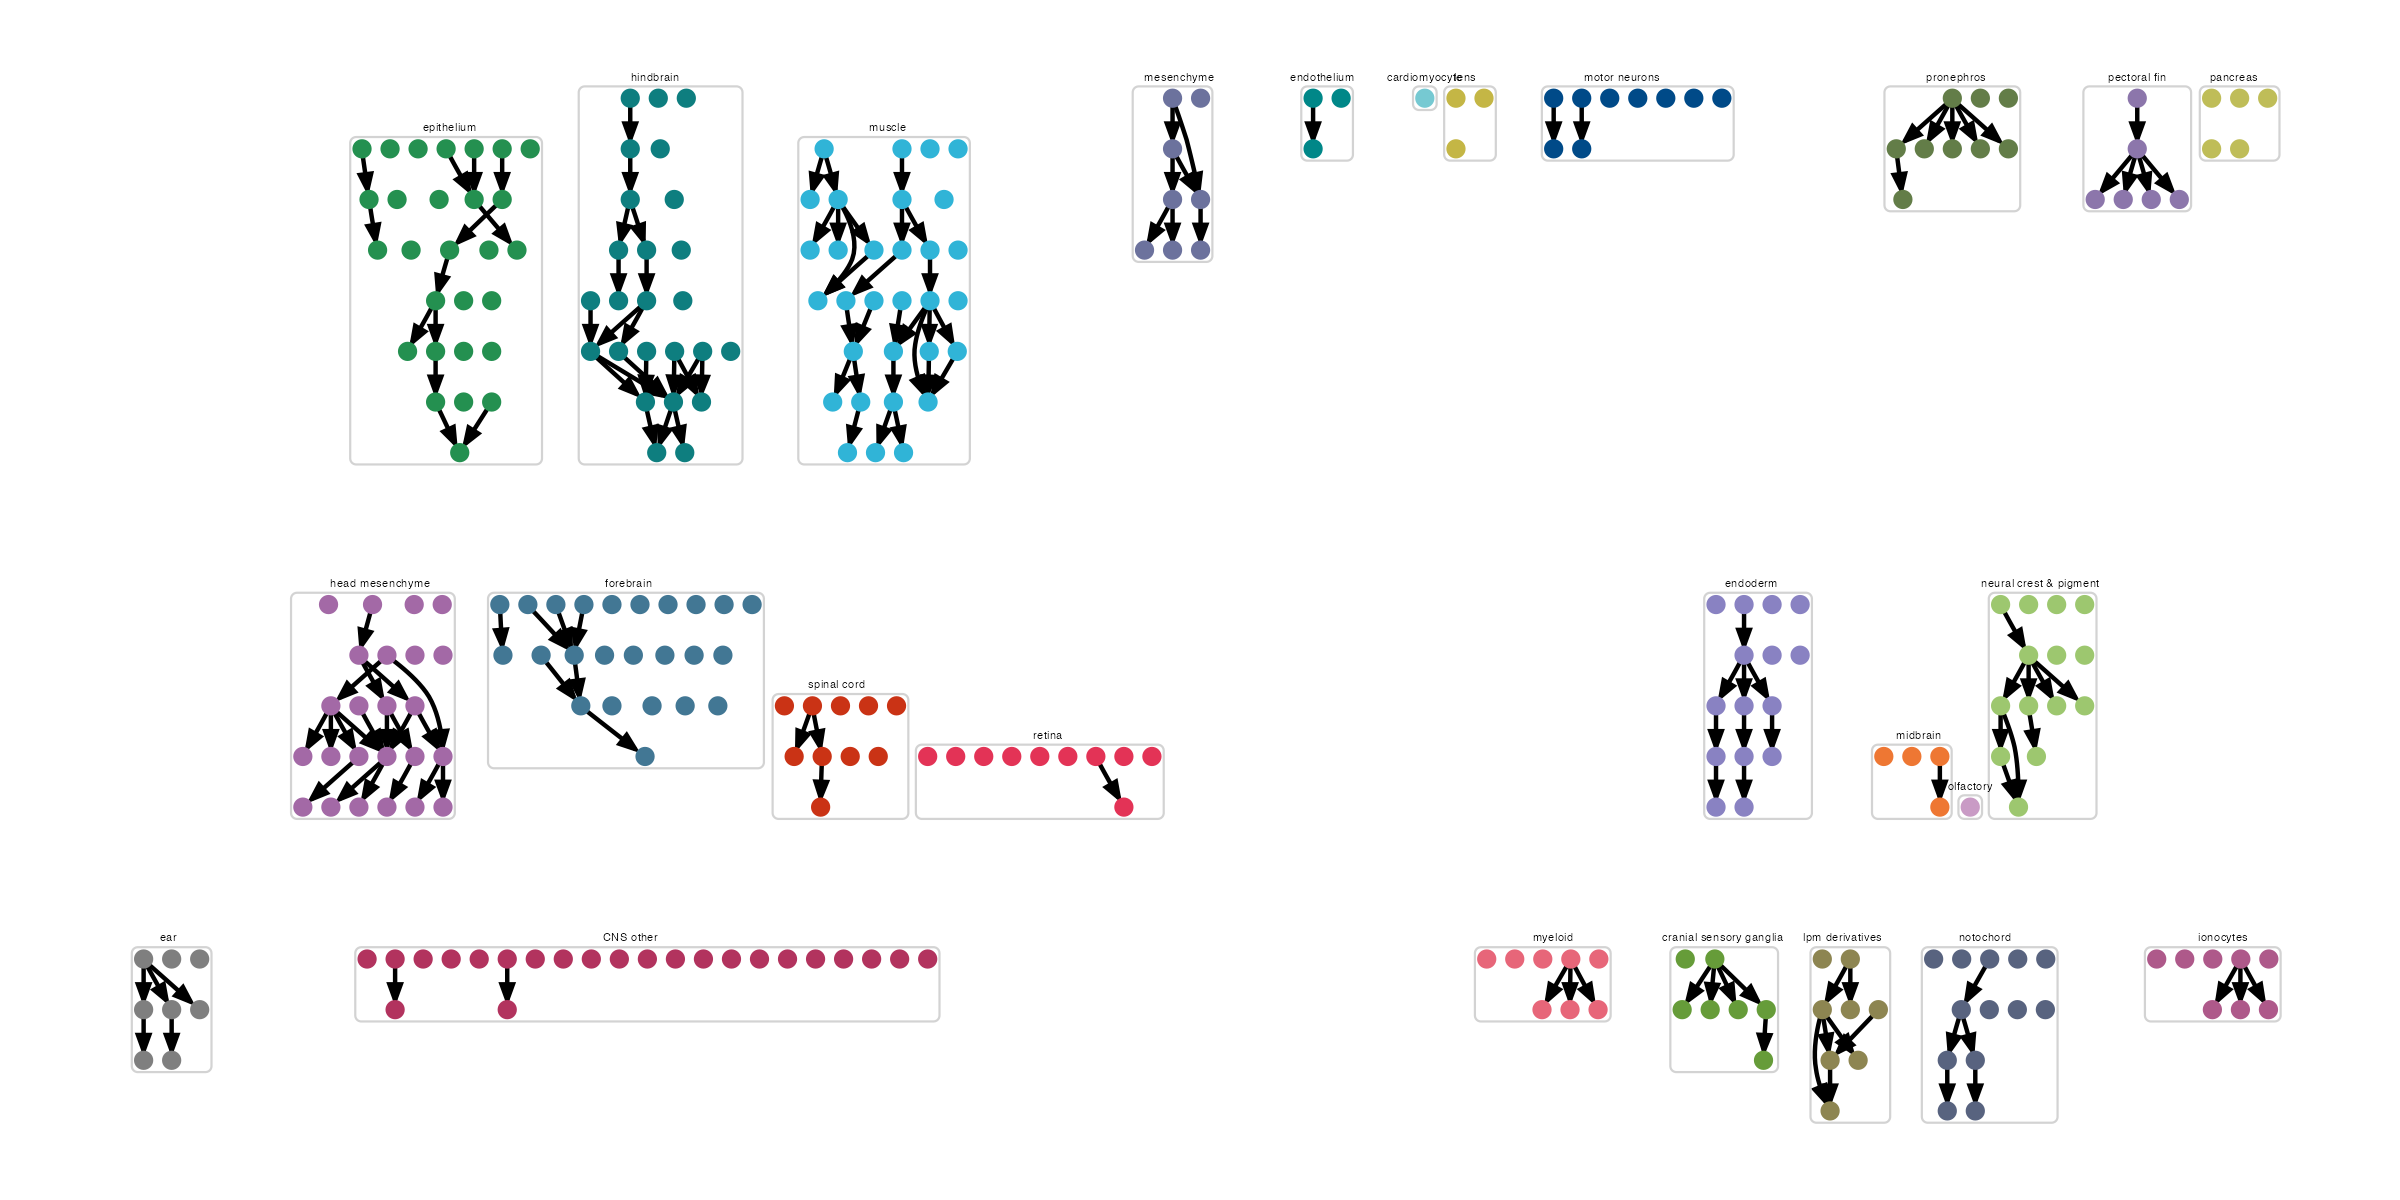 hindbrain
mesenchyme
endothelium
cardiomyocyte
lens
motor neurons
pronephros
pectoral fin
pancreas
epithelium
muscle
head mesenchyme
forebrain
endoderm
neural crest & pigment
spinal cord
retina
midbrain
olfactory
ear
CNS other
myeloid
cranial sensory ganglia
lpm derivatives
notochord
ionocytes